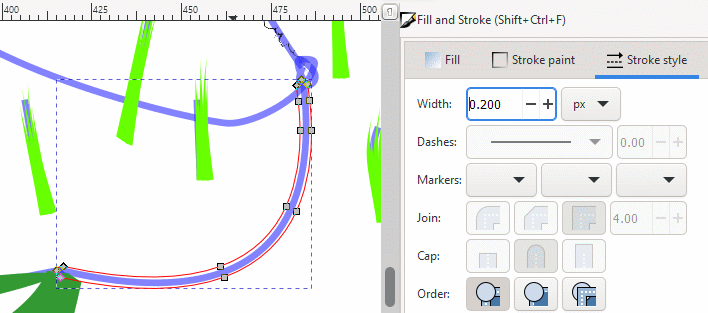 400 425 450 475 500
Fill and Stroke (Shift+Ctrl+F)
Fill Stroke paint Stroke style
Width: 0.200 − + px
Dashes: 0.00 − +
Markers:
Join: 4.00 − +
Cap:
Order: